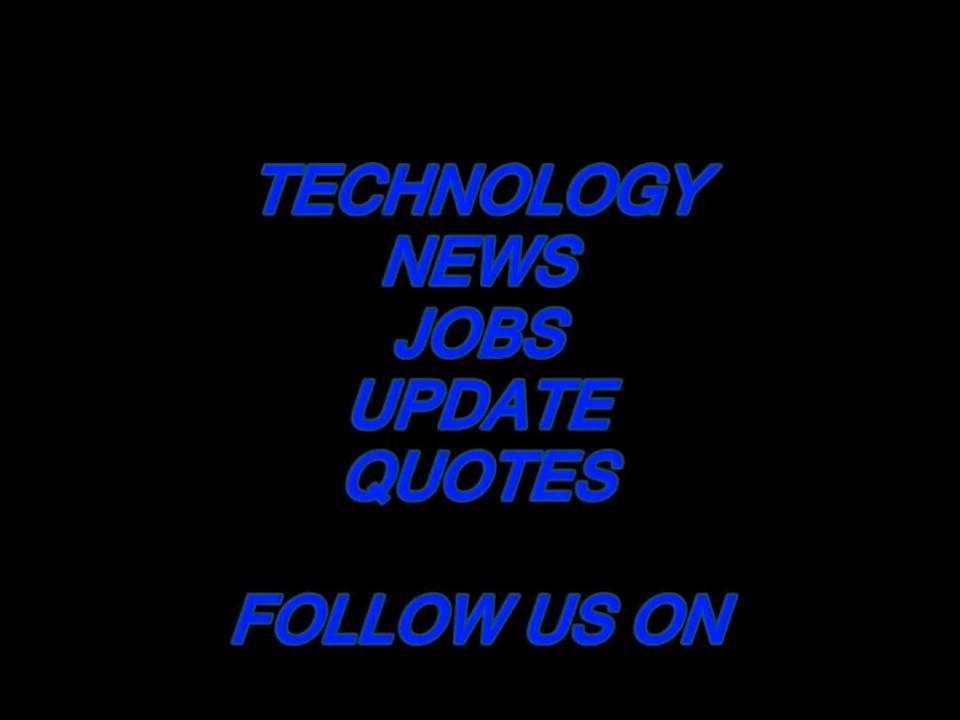 TECHNOLOGY
NEWS
JOBS
UPDATE
QUOTES
FOLLOW US ON